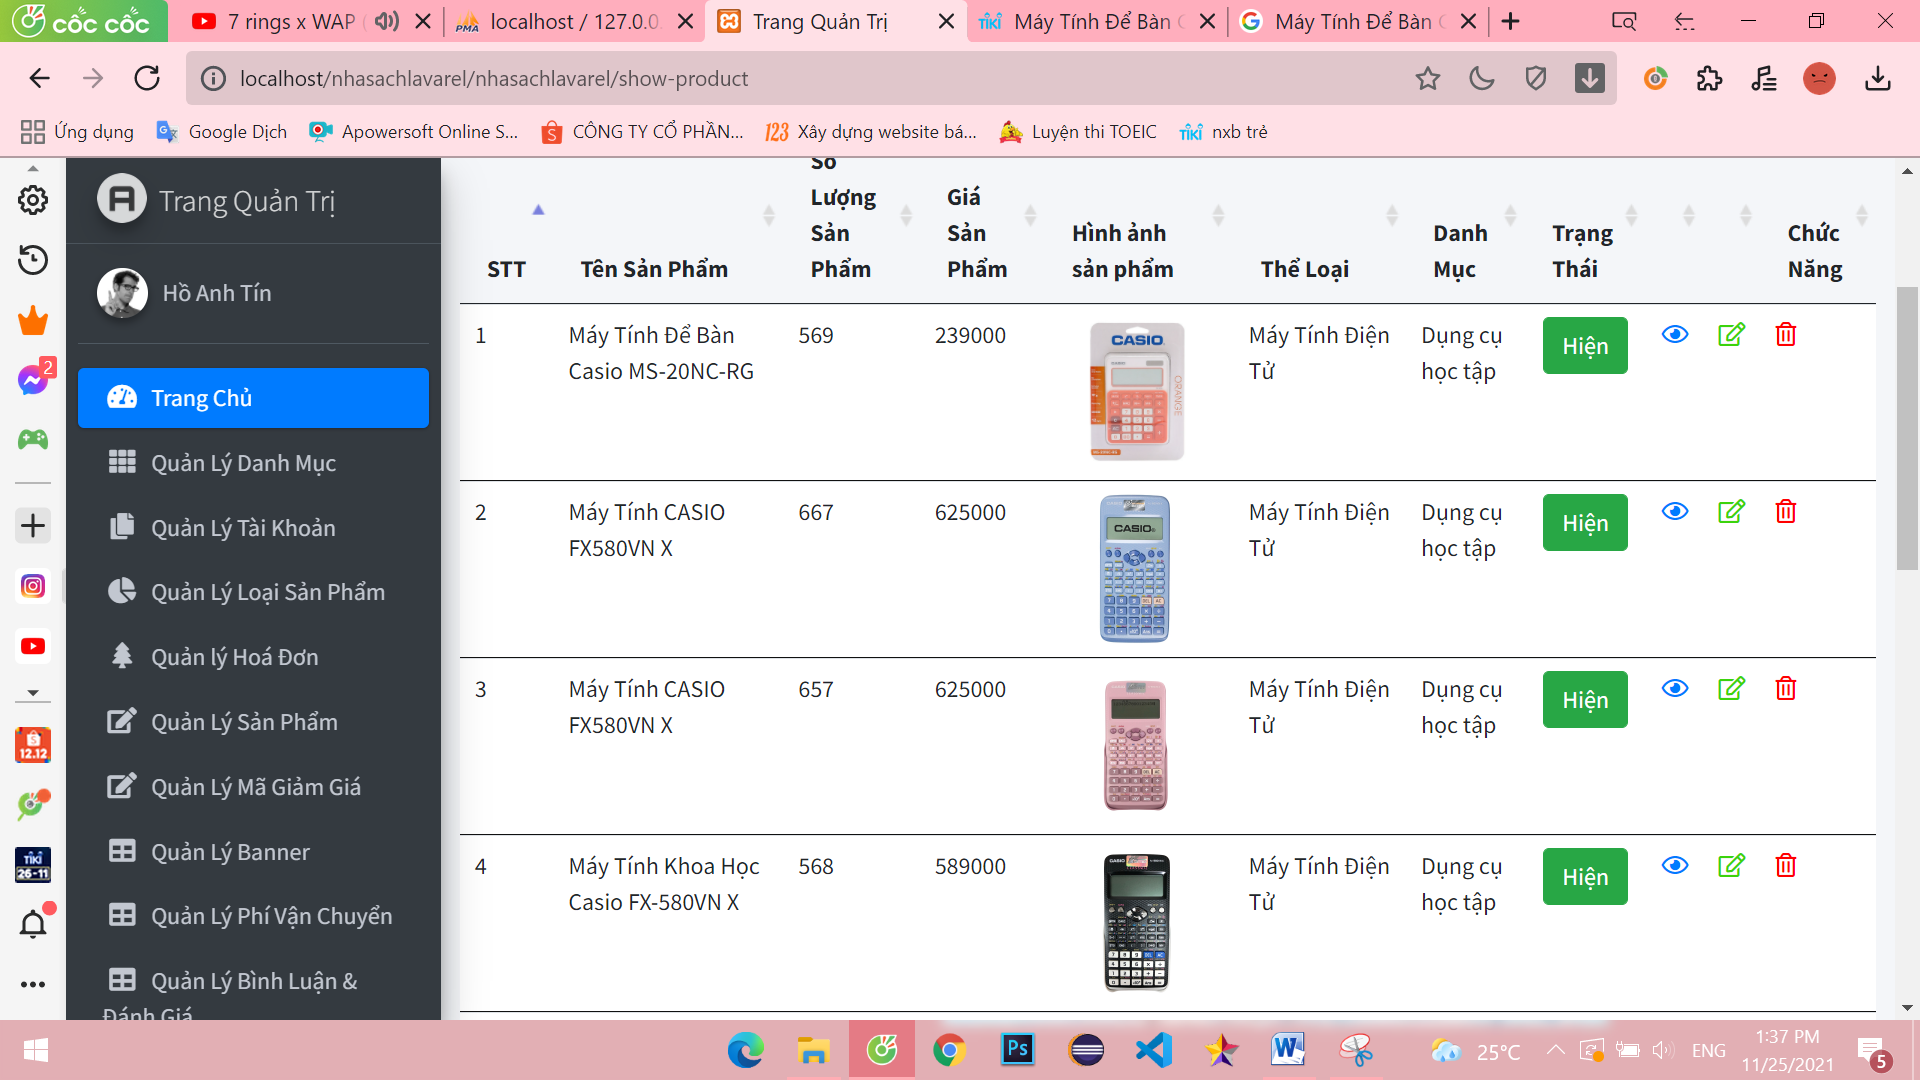 cốc cốc
7 rings x WAP
localhost / 127.0.0.
Trang Quản Trị
Máy Tính Để Bàn
Máy Tính Để Bàn
localhost/nhasachlavarel/nhasachlavarel/show-product
Ứng dụng
Google Dịch
Apowersoft Online S...
CÔNG TY CỔ PHẦN...
Xây dựng website bá...
Luyện thi TOEIC
nxb trẻ
Trang Quản Trị
Hồ Anh Tín
Trang Chủ
Quản Lý Danh Mục
Quản Lý Tài Khoản
Quản Lý Loại Sản Phẩm
Quản lý Hoá Đơn
Quản Lý Sản Phẩm
Quản Lý Mã Giảm Giá
Quản Lý Banner
Quản Lý Phí Vận Chuyển
Quản Lý Bình Luận &
Đánh Giá
STT
Tên Sản Phẩm
Số
Lượng
Sản
Phẩm
Giá
Sản
Phẩm
Hình ảnh
sản phẩm
Thể Loại
Danh
Mục
Trạng
Thái
Chức
Năng
1
Máy Tính Để Bàn
Casio MS-20NC-RG
569
239000
CASIO
ORANGE
Máy Tính Điện
Tử
Dụng cụ
học tập
Hiện
2
Máy Tính CASIO
FX580VN X
667
625000
CASIO
Máy Tính Điện
Tử
Dụng cụ
học tập
Hiện
3
Máy Tính CASIO
FX580VN X
657
625000
Máy Tính Điện
Tử
Dụng cụ
học tập
Hiện
4
Máy Tính Khoa Học
Casio FX-580VN X
568
589000
CASIO
Máy Tính Điện
Tử
Dụng cụ
học tập
Hiện
2
12.12
TIKI
26-11
25°C
ENG
1:37 PM
11/25/2021
5